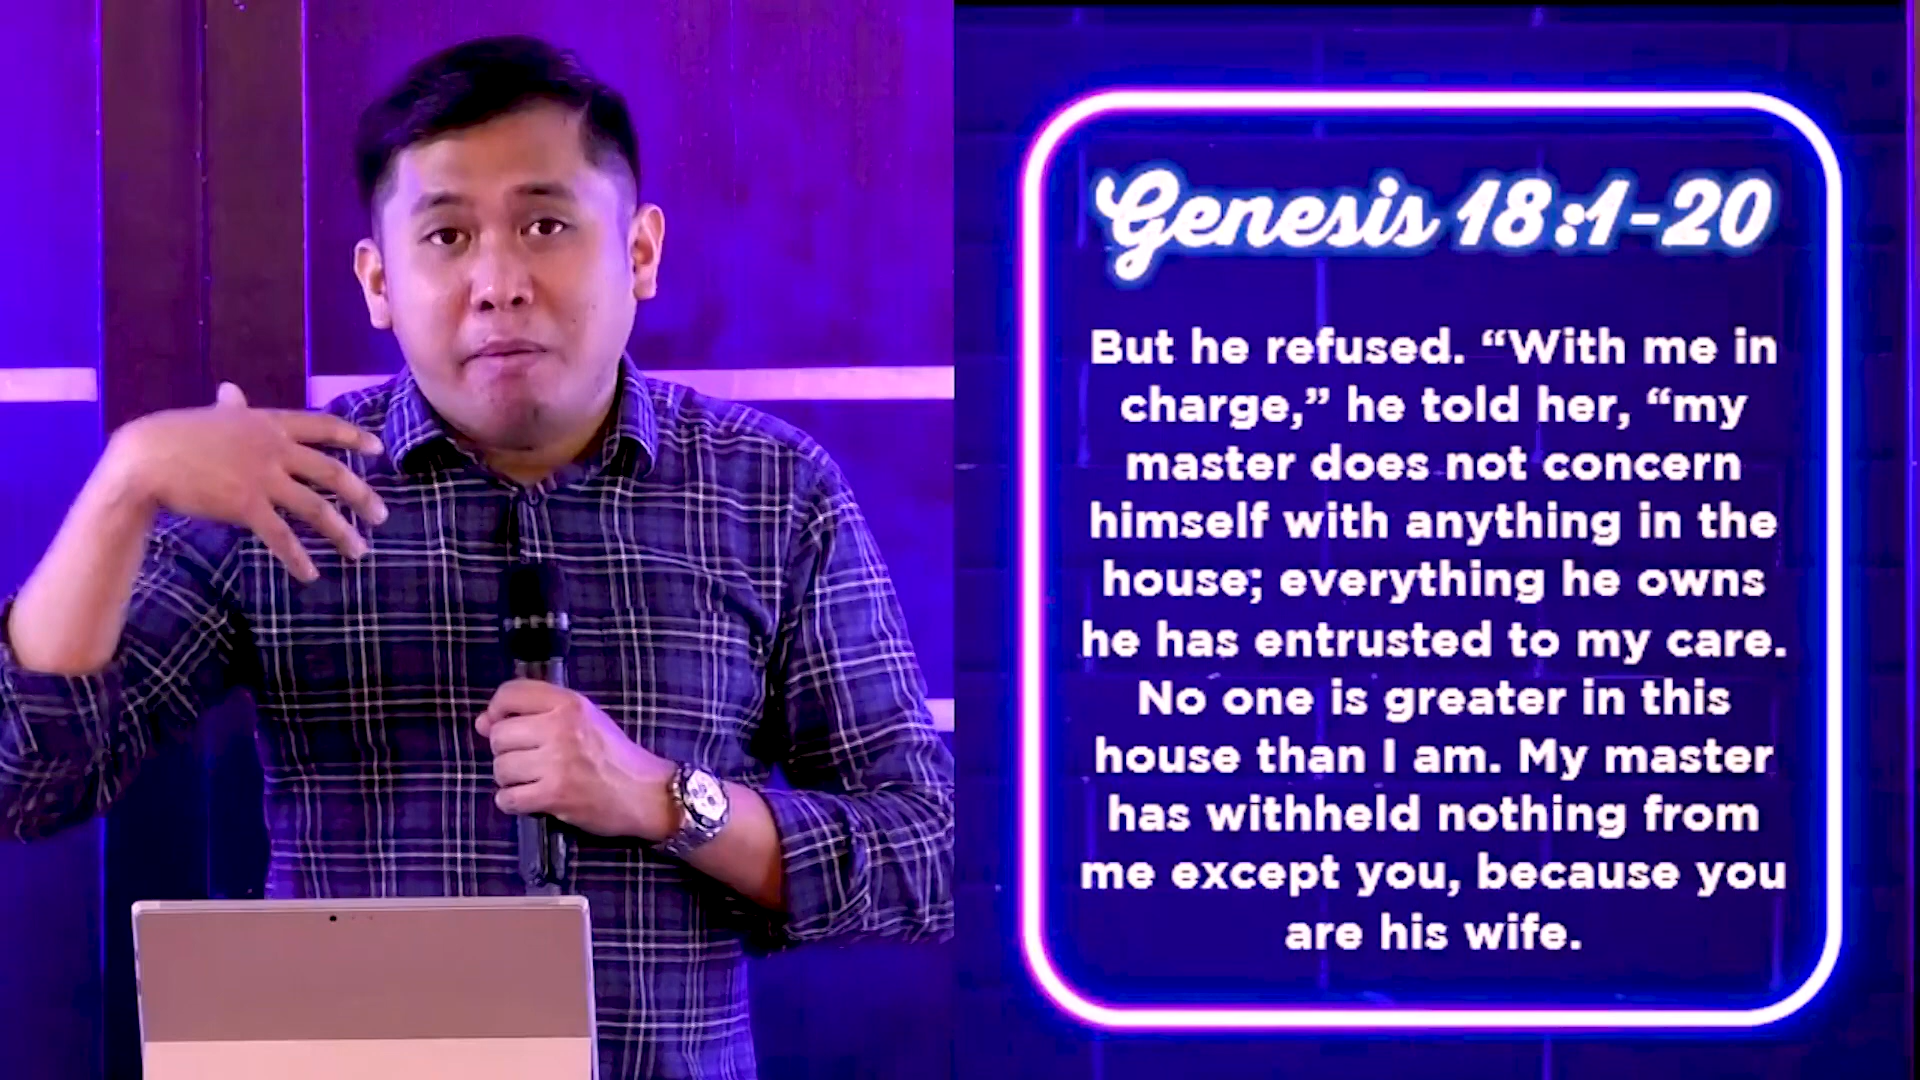 Genesis 18:1-20
But he refused. “With me in
charge,” he told her, “my
master does not concern
himself with anything in the
house; everything he owns
he has entrusted to my care.
No one is greater in this
house than I am. My master
has withheld nothing from
me except you, because you
are his wife.